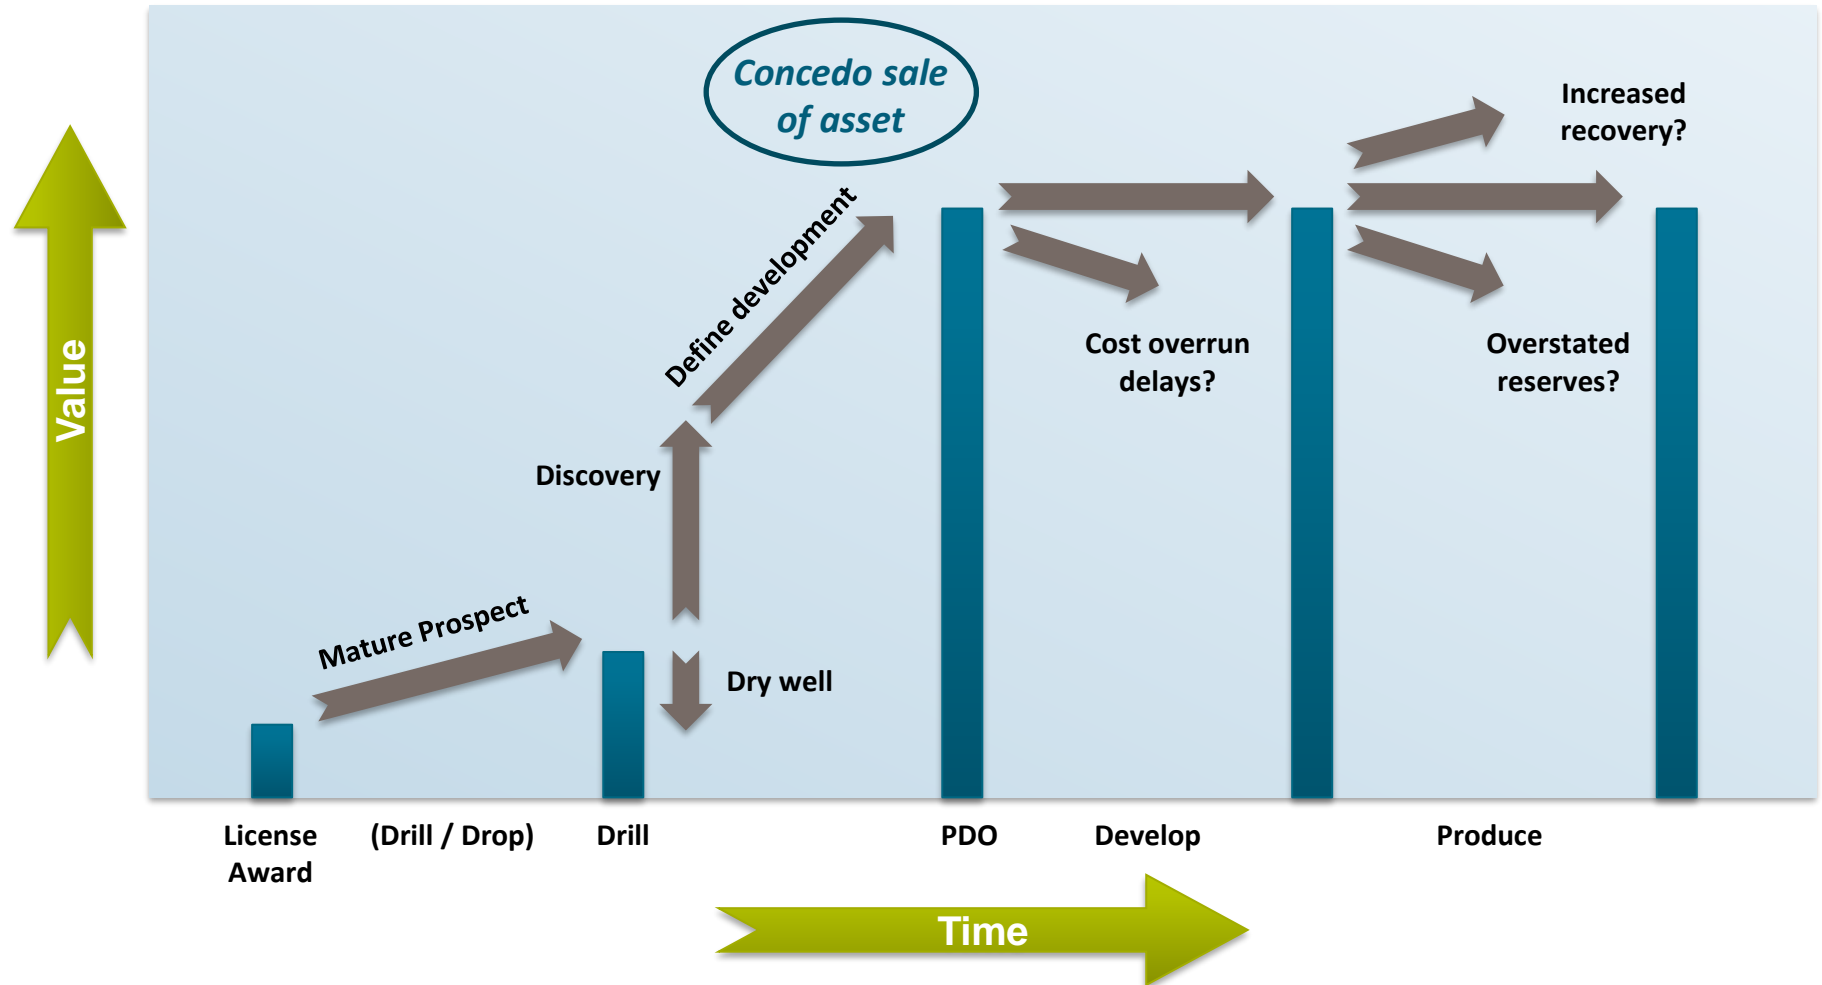 Concedo sale
of asset
Increased
recovery?
Define development
Value
Cost overrun
delays?
Overstated
reserves?
Discovery
Mature Prospect
Dry well
License
Award
(Drill / Drop)
Drill
PDO
Develop
Produce
Time